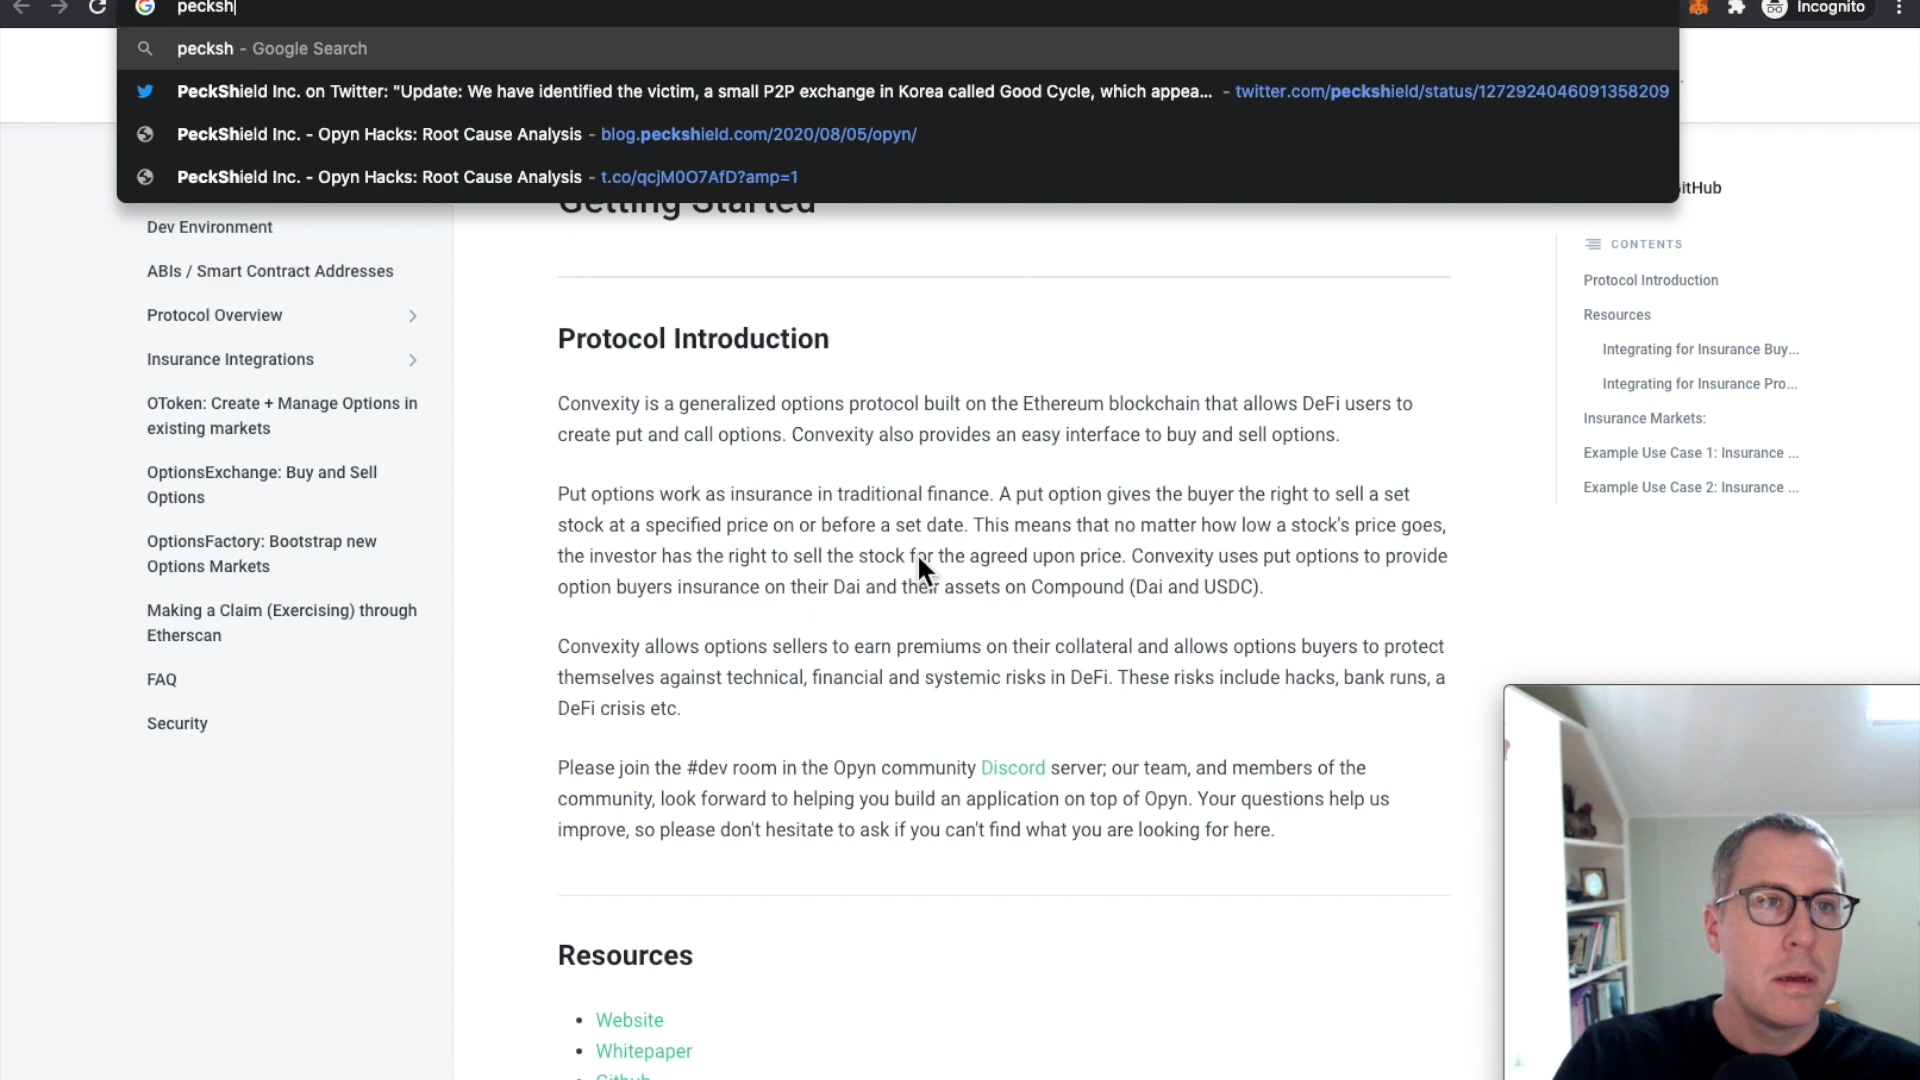 pecksh
Incognito
pecksh - Google Search
PeckShield Inc. on Twitter: "Update: We have identified the victim, a small P2P exchange in Korea called Good Cycle, which appea... - twitter.com/peckshield/status/1272924046091358209
PeckShield Inc. - Opyn Hacks: Root Cause Analysis - blog.peckshield.com/2020/08/05/opyn/
PeckShield Inc. - Opyn Hacks: Root Cause Analysis - t.co/qcjM0O7AfD?amp=1
Getting Started
itHub
Dev Environment
ABIs / Smart Contract Addresses
Protocol Overview
Insurance Integrations
OToken: Create + Manage Options in
existing markets
OptionsExchange: Buy and Sell
Options
OptionsFactory: Bootstrap new
Options Markets
Making a Claim (Exercising) through
Etherscan
FAQ
Security
Protocol Introduction
Convexity is a generalized options protocol built on the Ethereum blockchain that allows DeFi users to
create put and call options. Convexity also provides an easy interface to buy and sell options.
Put options work as insurance in traditional finance. A put option gives the buyer the right to sell a set
stock at a specified price on or before a set date. This means that no matter how low a stock's price goes,
the investor has the right to sell the stock for the agreed upon price. Convexity uses put options to provide
option buyers insurance on their Dai and their assets on Compound (Dai and USDC).
Convexity allows options sellers to earn premiums on their collateral and allows options buyers to protect
themselves against technical, financial and systemic risks in DeFi. These risks include hacks, bank runs, a
DeFi crisis etc.
Please join the #dev room in the Opyn community Discord server; our team, and members of the
community, look forward to helping you build an application on top of Opyn. Your questions help us
improve, so please don't hesitate to ask if you can't find what you are looking for here.
Resources
Website
Whitepaper
Github
CONTENTS
Protocol Introduction
Resources
Integrating for Insurance Buy...
Integrating for Insurance Pro...
Insurance Markets:
Example Use Case 1: Insurance ...
Example Use Case 2: Insurance ...